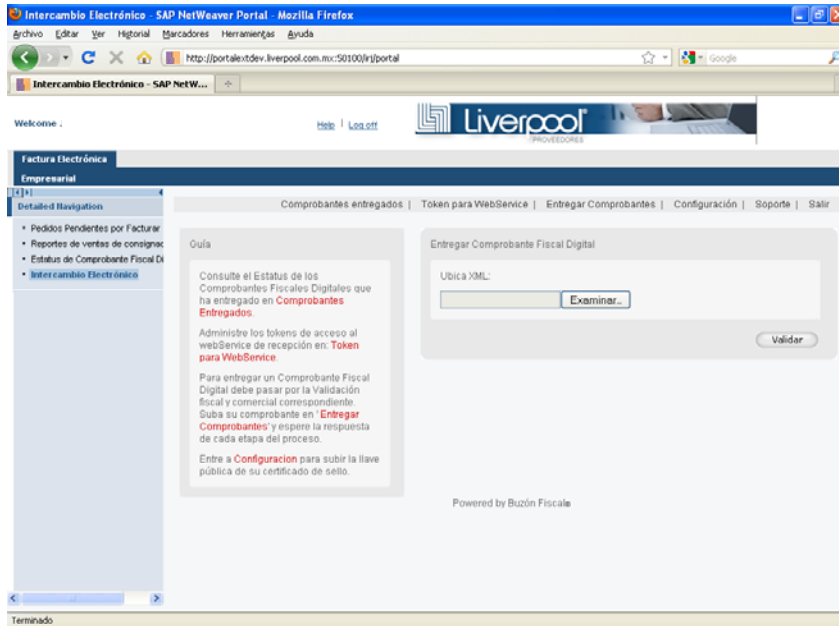 Intercambio Electrónico - SAP NetWeaver Portal - Mozilla Firefox
Archivo Editar Ver Historial Marcadores Herramientas Ayuda
http://portalextdev.liverpool.com.mx:50100/irj/portal
Google
Intercambio Electrónico - SAP NetW...
Welcome .
Help | Log off
Liverpool
PROVEEDORES
Factura Electrónica
Empresarial
Detailed Navigation
Comprobantes entregados | Token para WebService | Entregar Comprobantes | Configuración | Soporte | Salir
• Pedidos Pendientes por Facturar
• Reportes de ventas de consignac
• Estatus de Comprobante Fiscal Di
• Intercambio Electrónico
Guía
Consulte el Estatus de los
Comprobantes Fiscales Digitales que
ha entregado en Comprobantes
Entregados.
Administre los tokens de acceso al
webService de recepción en: Token
para WebService.
Para entregar un Comprobante Fiscal
Digital debe pasar por la Validación
fiscal y comercial correspondiente.
Suba su comprobante en 'Entregar
Comprobantes' y espere la respuesta
de cada etapa del proceso.
Entre a Configuracion para subir la llave
pública de su certificado de sello.
Entregar Comprobante Fiscal Digital
Ubica XML:
Examinar..
Validar
Powered by Buzón Fiscal®
Terminado